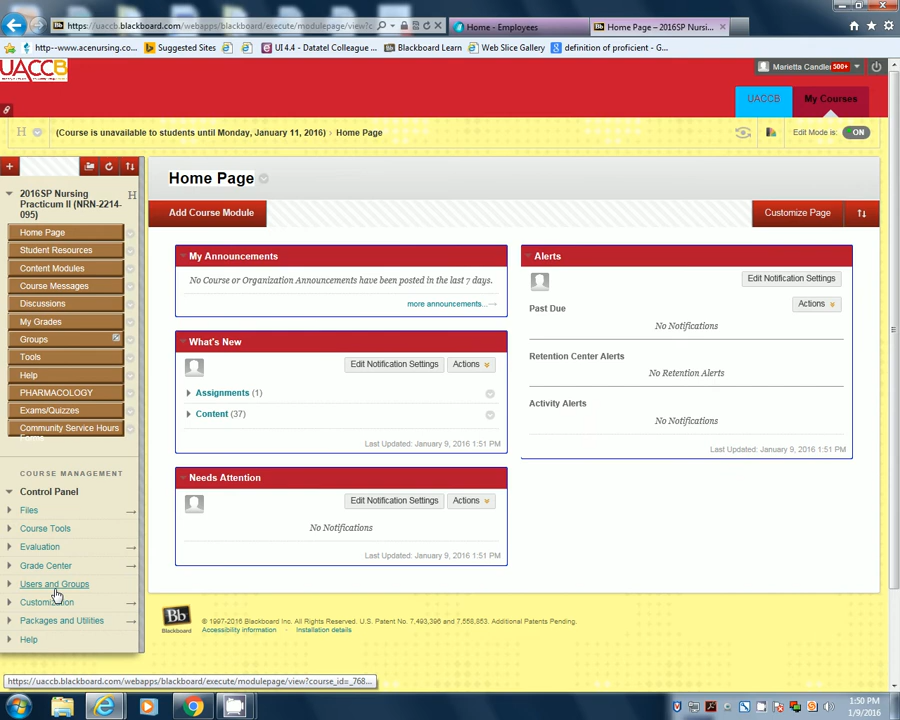 https://uaccb.blackboard.com/webapps/blackboard/execute/modulepage/view?c
Home - Employees
Home Page – 2016SP Nursi...
http--www.acenursing.c...
Suggested Sites
UI 4.4 - Datatel Colleague ...
Blackboard Learn
Web Slice Gallery
definition of proficient - G...
UACCB
Marietta Candler
500+
UACCB
My Courses
H
(Course is unavailable to students until Monday, January 11, 2016) › Home Page
Edit Mode is:
ON
2016SP Nursing
Practicum II (NRN-2214-
095)
H
Home Page
Student Resources
Content Modules
Course Messages
Discussions
My Grades
Groups
Tools
Help
PHARMACOLOGY
Exams/Quizzes
Community Service Hours
Forms
COURSE MANAGEMENT
Control Panel
Files
Course Tools
Evaluation
Grade Center
Users and Groups
Customization
Packages and Utilities
Help
Home Page
Add Course Module
Customize Page
My Announcements
No Course or Organization Announcements have been posted in the last 7 days.
more announcements...
What's New
Edit Notification Settings
Actions
Assignments (1)
Content (37)
Last Updated: January 9, 2016 1:51 PM
Needs Attention
Edit Notification Settings
Actions
No Notifications
Last Updated: January 9, 2016 1:51 PM
Alerts
Edit Notification Settings
Past Due
Actions
No Notifications
Retention Center Alerts
No Retention Alerts
Activity Alerts
No Notifications
Last Updated: January 9, 2016 1:51 PM
Bb
Blackboard
© 1997-2016 Blackboard Inc. All Rights Reserved. U.S. Patent No. 7,493,396 and 7,558,853. Additional Patents Pending.
Accessibility information
Installation details
https://uaccb.blackboard.com/webapps/blackboard/execute/modulepage/view?course_id=_768...
1:50 PM
1/9/2016